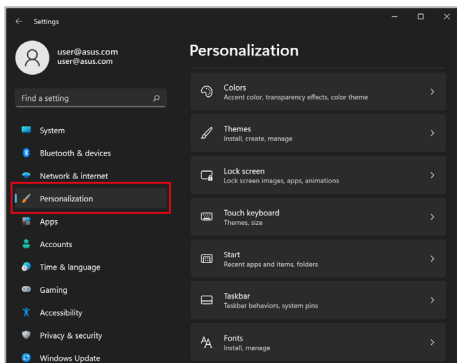 Settings
user@asus.com
user@asus.com
Find a setting
System
Bluetooth & devices
Network & internet
Personalization
Apps
Accounts
Time & language
Gaming
Accessibility
Privacy & security
Windows Update
Personalization
Colors
Accent color, transparency effects, color theme
Themes
Install, create, manage
Lock screen
Lock screen images, apps, animations
Touch keyboard
Themes, size
Start
Recent apps and items, folders
Taskbar
Taskbar behaviors, system pins
Fonts
Install, manage